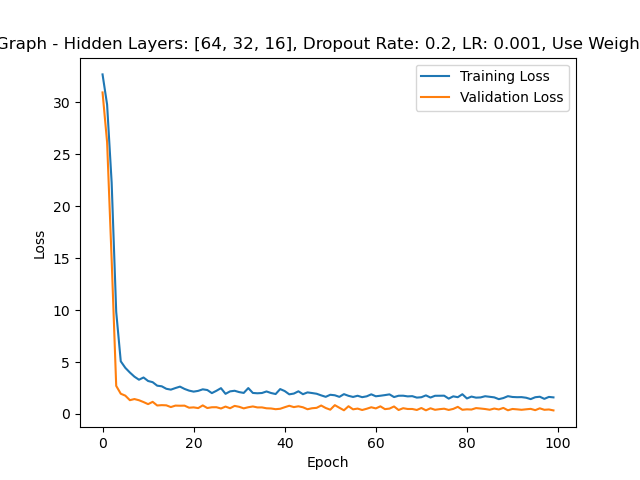 Graph - Hidden Layers: [64, 32, 16], Dropout Rate: 0.2, LR: 0.001, Use Weigh
Training Loss
Validation Loss
30
25
20
15
10
5
0
Loss
0 20 40 60 80 100
Epoch